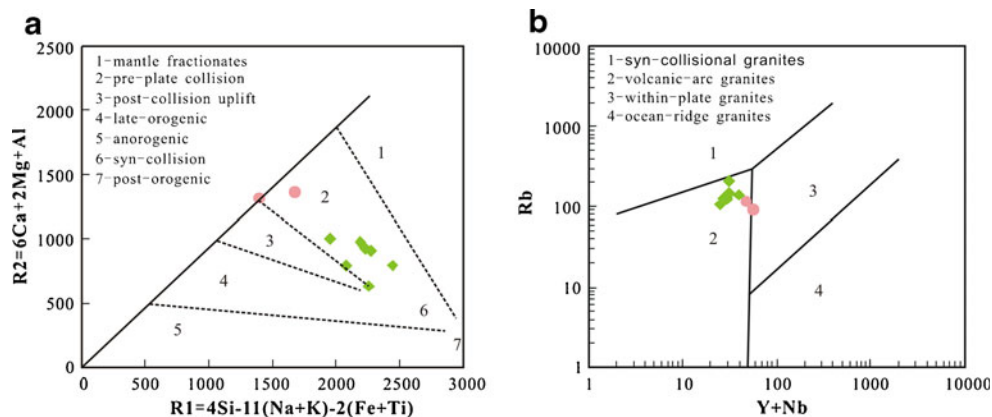 a
2500
2000
1500
1000
500
0
R2=6Ca+2Mg+Al
1-mantle fractionates
2-pre-plate collision
3-post-collision uplift
4-late-orogenic
5-anorogenic
6-syn-collision
7-post-orogenic
1
2
3
4
5
6
7
0 500 1000 1500 2000 2500 3000
R1=4Si-11(Na+K)-2(Fe+Ti)
b
10000
1000
100
10
1
Rb
1-syn-collisional granites
2-volcanic-arc granites
3-within-plate granites
4-ocean-ridge granites
1
2
3
4
1 10 100 1000 10000
Y+Nb